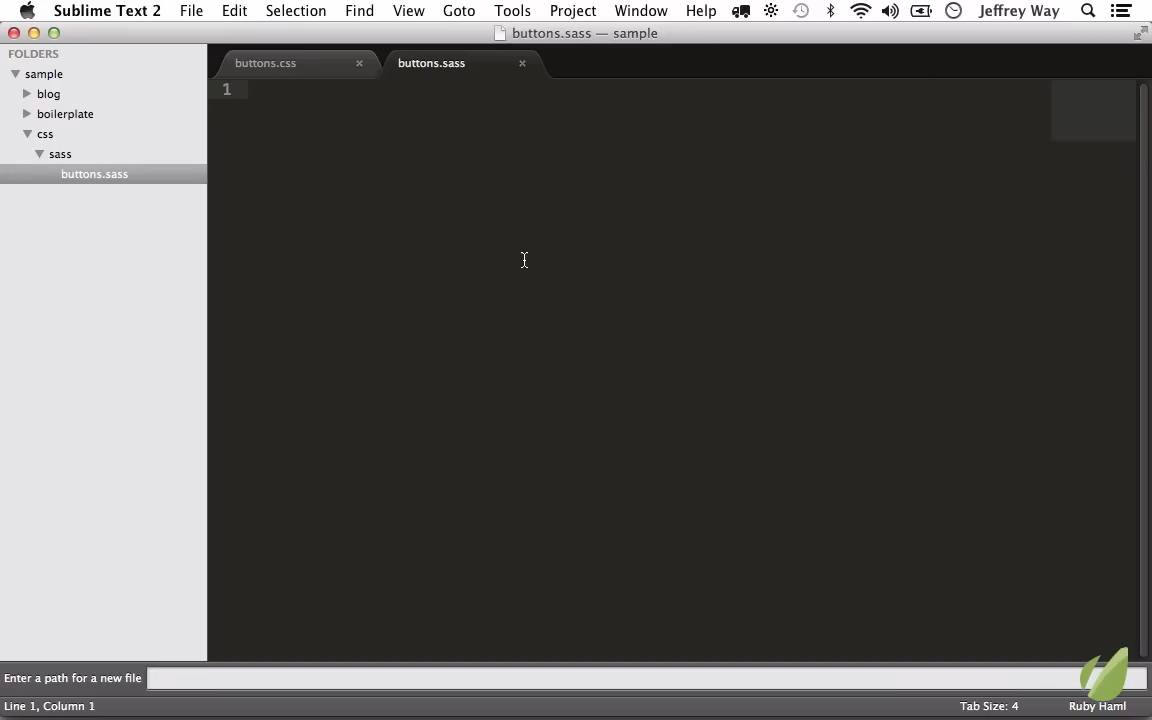 Sublime Text 2 File Edit Selection Find View Goto Tools Project Window Help Jeffrey Way
buttons.sass — sample
FOLDERS
sample
blog
boilerplate
css
sass
buttons.sass
buttons.css × buttons.sass ×
1
Enter a path for a new file
Line 1, Column 1 Tab Size: 4 Ruby Haml